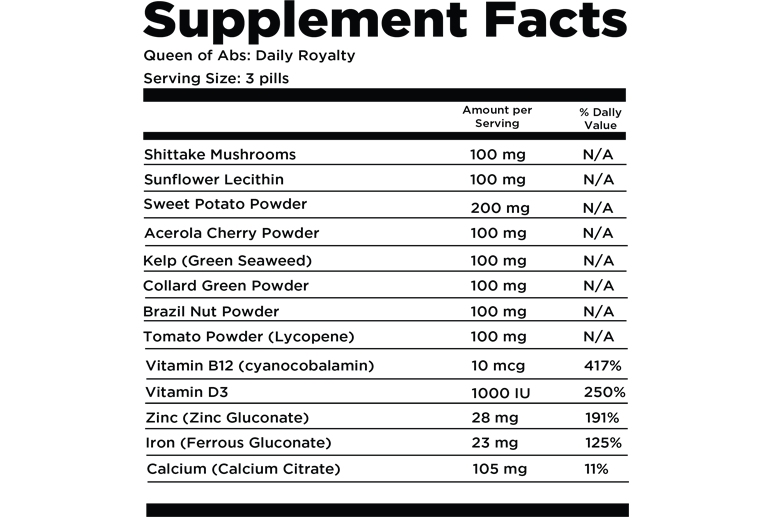 Supplement Facts
Queen of Abs: Daily Royalty
Serving Size: 3 pills
Amount per Serving % Dally Value
Shittake Mushrooms 100 mg N/A
Sunflower Lecithin 100 mg N/A
Sweet Potato Powder 200 mg N/A
Acerola Cherry Powder 100 mg N/A
Kelp (Green Seaweed) 100 mg N/A
Collard Green Powder 100 mg N/A
Brazil Nut Powder 100 mg N/A
Tomato Powder (Lycopene) 100 mg N/A
Vitamin B12 (cyanocobalamin) 10 mcg 417%
Vitamin D3 1000 IU 250%
Zinc (Zinc Gluconate) 28 mg 191%
Iron (Ferrous Gluconate) 23 mg 125%
Calcium (Calcium Citrate) 105 mg 11%